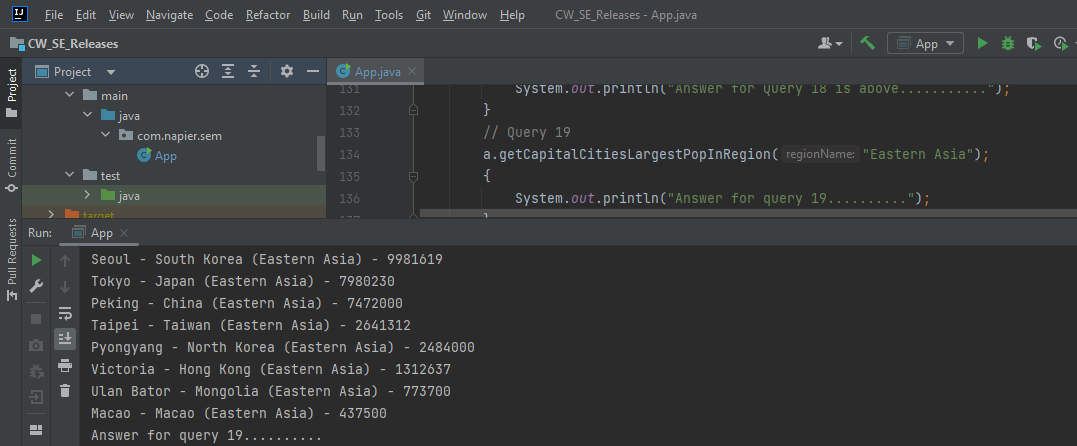 File Edit View Navigate Code Refactor Build Run Tools Git Window Help CW_SE_Releases - App.java
CW_SE_Releases
App
Project
App.java
Project
Commit
Pull Requests
main
java
com.napier.sem
App
test
java
target
131 System.out.println("Answer for Query 18 is above...........");
132 }
133 // Query 19
134 a.getCapitalCitiesLargestPopInRegion( regionName: "Eastern Asia");
135 {
136 System.out.println("Answer for query 19..........");
137 }
Run: App
Seoul - South Korea (Eastern Asia) - 9981619
Tokyo - Japan (Eastern Asia) - 7980230
Peking - China (Eastern Asia) - 7472000
Taipei - Taiwan (Eastern Asia) - 2641312
Pyongyang - North Korea (Eastern Asia) - 2484000
Victoria - Hong Kong (Eastern Asia) - 1312637
Ulan Bator - Mongolia (Eastern Asia) - 773700
Macao - Macao (Eastern Asia) - 437500
Answer for query 19..........